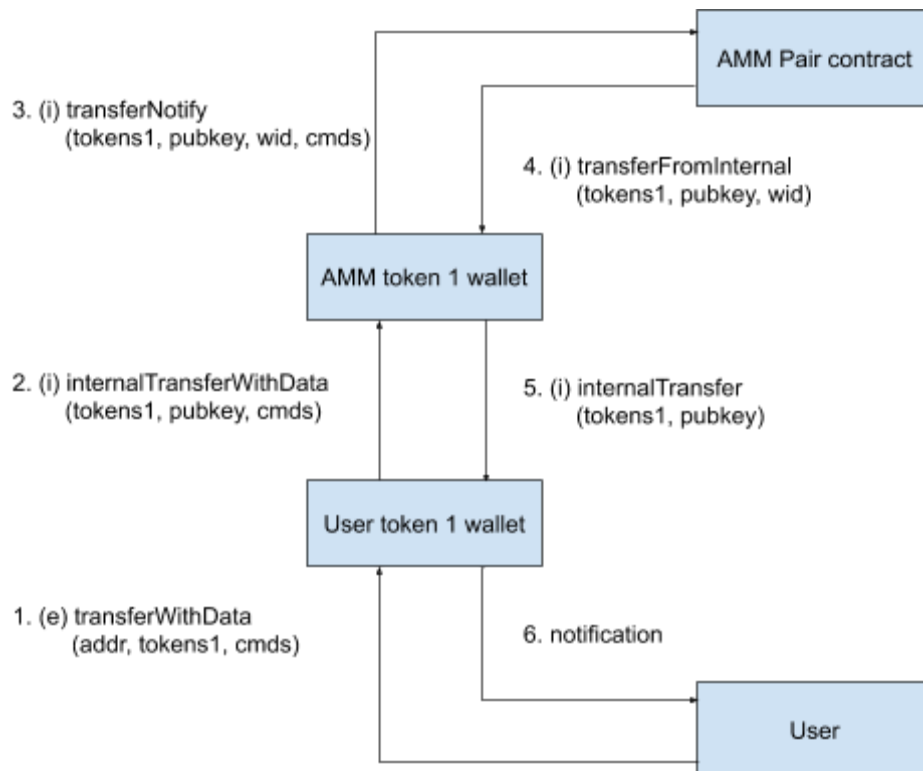 AMM Pair contract
3. (i) transferNotify
(tokens1, pubkey, wid, cmds)
4. (i) transferFromInternal
(tokens1, pubkey, wid)
AMM token 1 wallet
2. (i) internalTransferWithData
(tokens1, pubkey, cmds)
5. (i) internalTransfer
(tokens1, pubkey)
User token 1 wallet
1. (e) transferWithData
(addr, tokens1, cmds)
6. notification
User